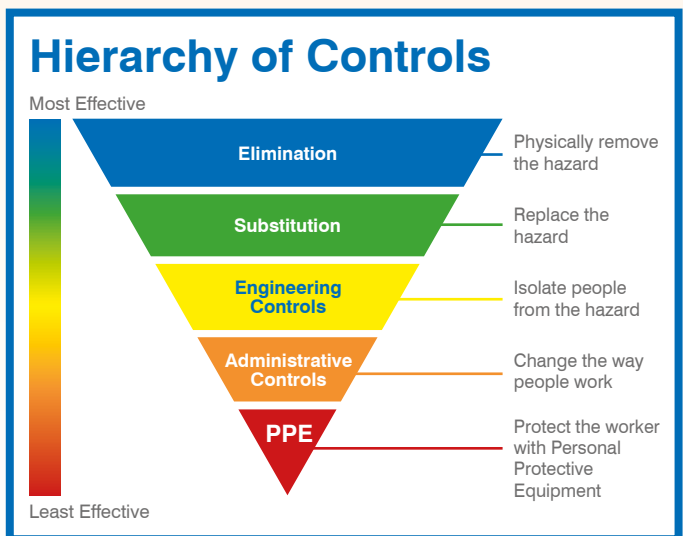 Hierarchy of Controls
Most Effective
Elimination
Physically remove
the hazard
Substitution
Replace the
hazard
Engineering
Controls
Isolate people
from the hazard
Administrative
Controls
Change the way
people work
PPE
Protect the worker
with Personal
Protective
Equipment
Least Effective